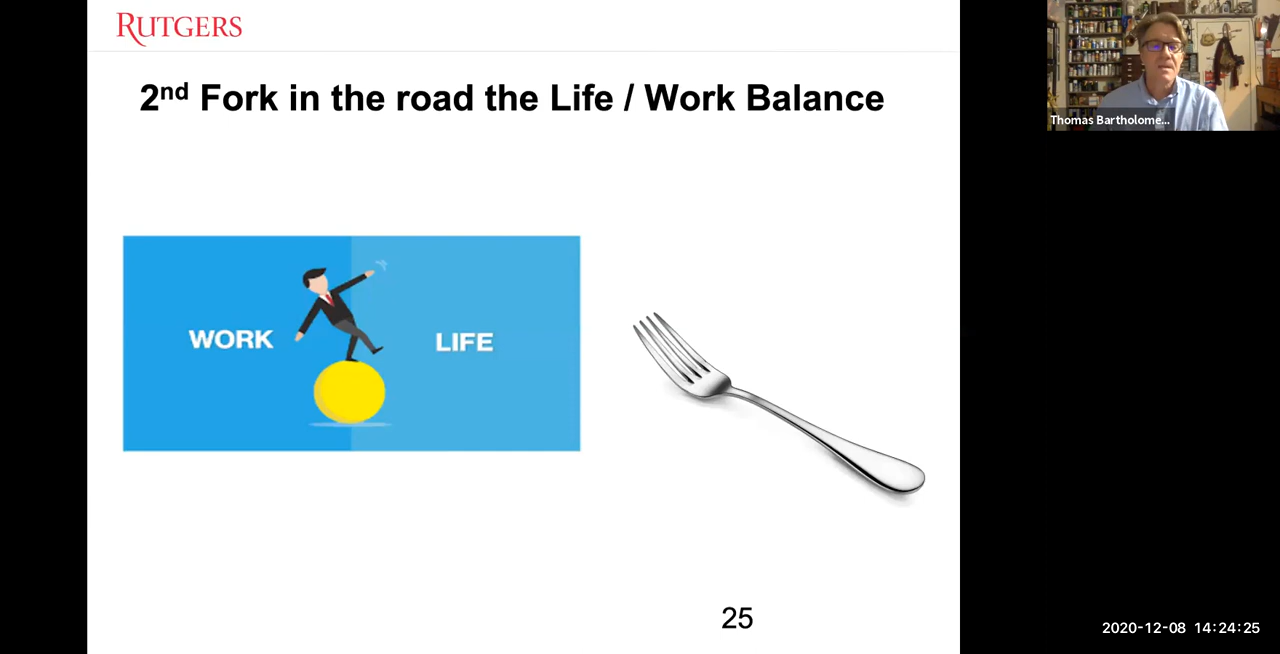 RUTGERS
2nd Fork in the road the Life / Work Balance
WORK
LIFE
25
Thomas Bartholome...
2020-12-08 14:24:25